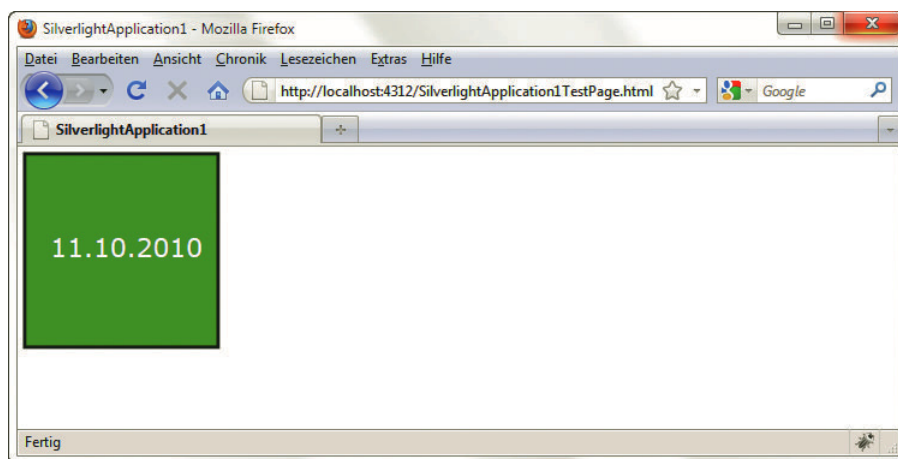 SilverlightApplication1 - Mozilla Firefox
Datei Bearbeiten Ansicht Chronik Lesezeichen Extras Hilfe
http://localhost:4312/SilverlightApplication1TestPage.html Google
SilverlightApplication1
11.10.2010
Fertig